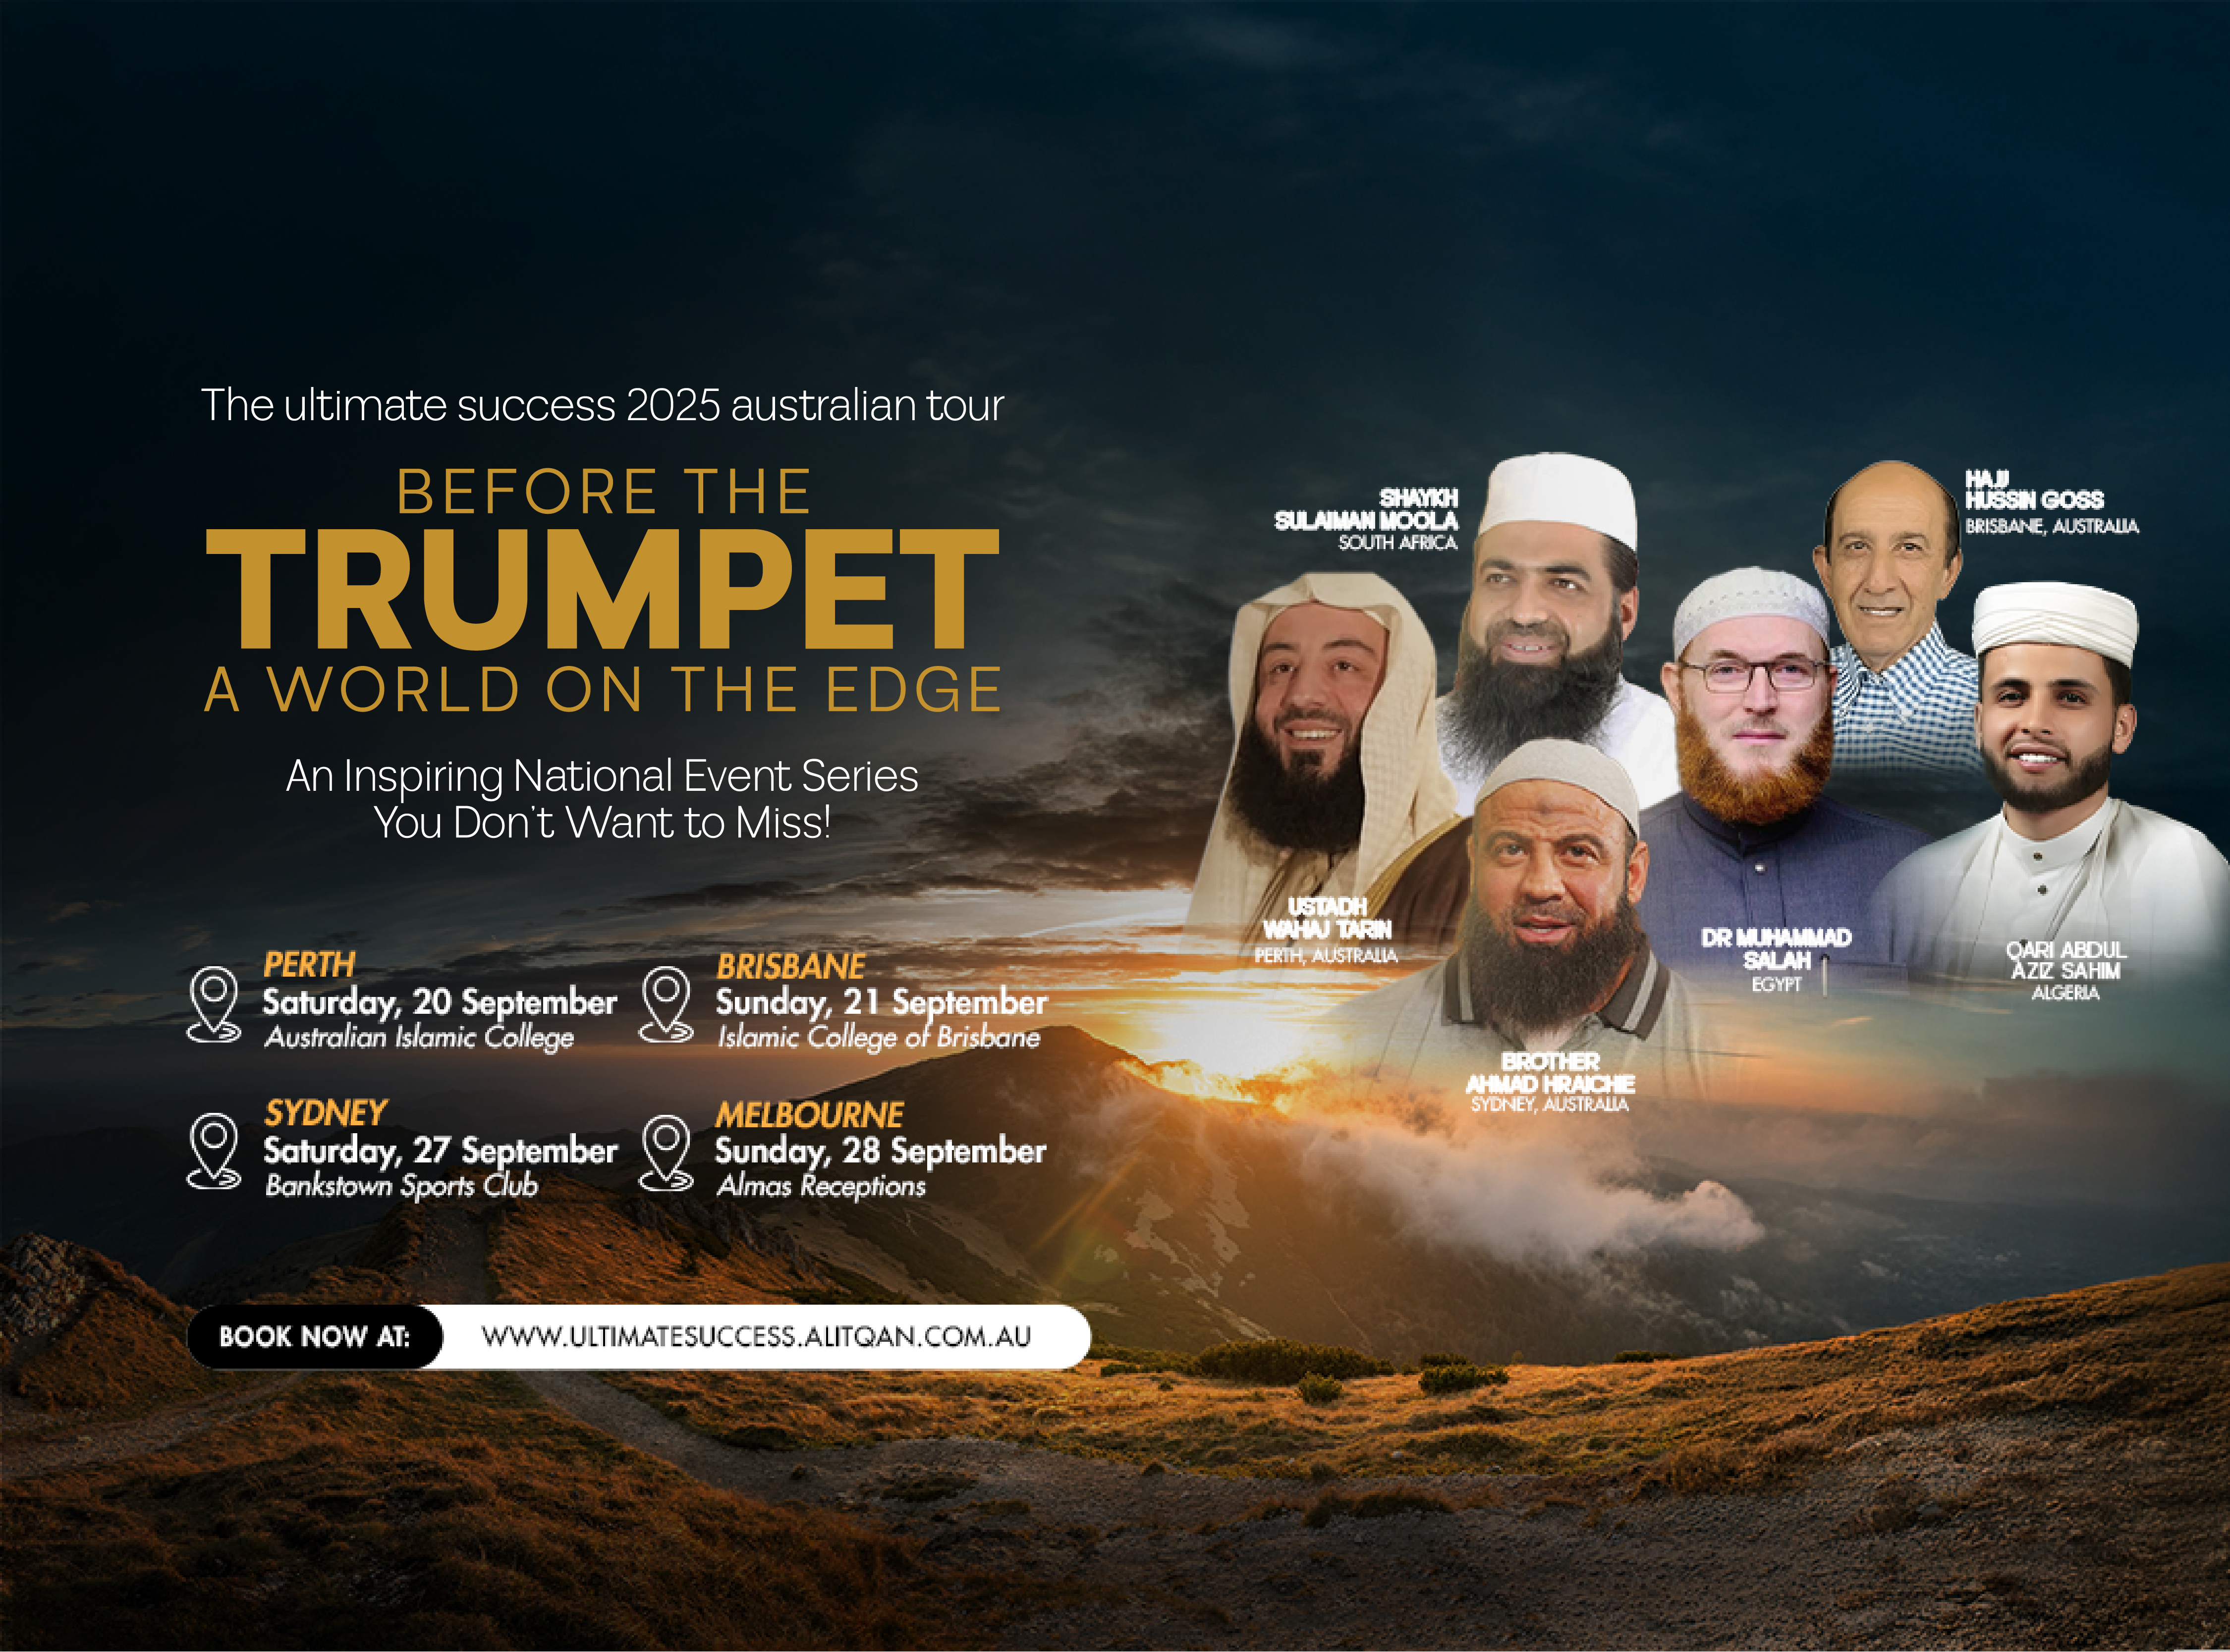 The ultimate success 2025 australian tour
BEFORE THE
TRUMPET
A WORLD ON THE EDGE
An Inspiring National Event Series
You Don't Want to Miss!
PERTH
Saturday, 20 September
Australian Islamic College
BRISBANE
Sunday, 21 September
Islamic College of Brisbane
SYDNEY
Saturday, 27 September
Bankstown Sports Club
MELBOURNE
Sunday, 28 September
Almas Receptions
BOOK NOW AT:
WWW.ULTIMATESUCCESS.ALITQAN.COM.AU
SHAYKH
SULAIMAN MOOLA
SOUTH AFRICA
HAJJ
HUSSIN GOSS
BRISBANE, AUSTRALIA
USTADH
WAHAJ TARIN
PERTH, AUSTRALIA
DR MUHAMMAD
SALAH
EGYPT
QARI ABDUL
AZIZ SAHIM
ALGERIA
BROTHER
AHMAD HRAICHIE
SYDNEY, AUSTRALIA